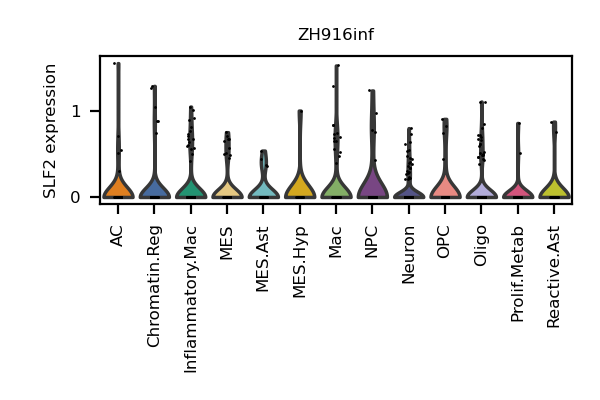 ZH916inf
SLF2 expression
1
0
AC
Chromatin.Reg
Inflammatory.Mac
MES
MES.Ast
MES.Hyp
Mac
NPC
Neuron
OPC
Oligo
Prolif.Metab
Reactive.Ast